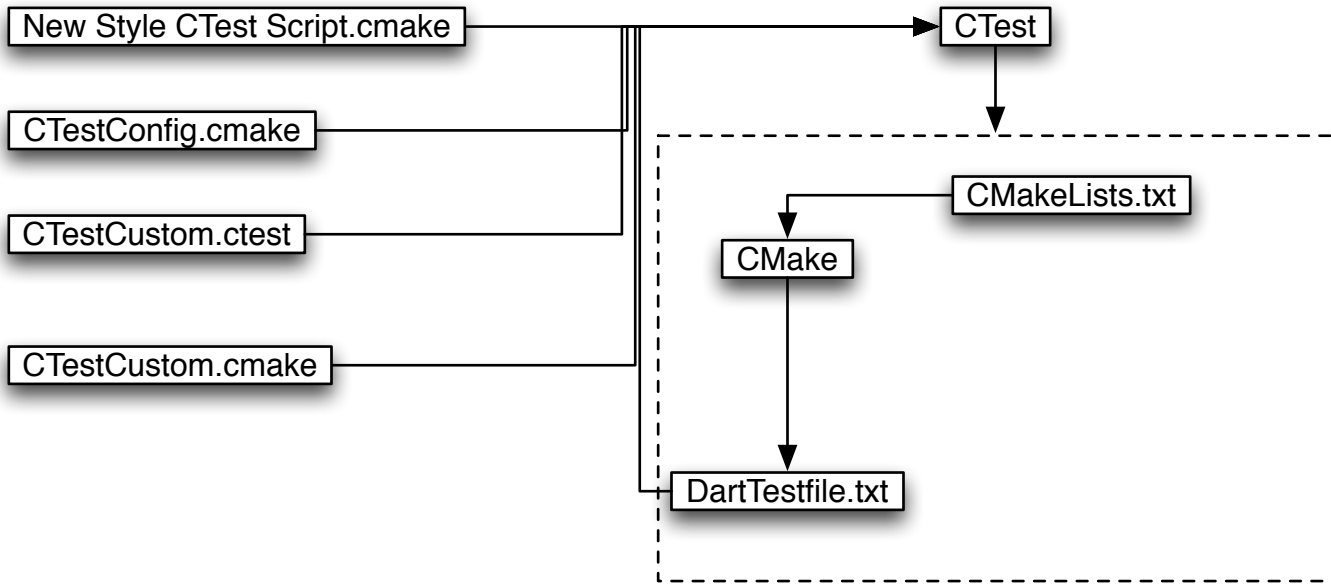 New Style CTest Script.cmake
CTest
CTestConfig.cmake
CMakeLists.txt
CTestCustom.ctest
CMake
CTestCustom.cmake
DartTestfile.txt